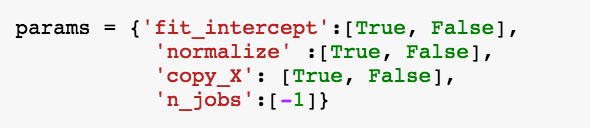 params = {'fit_intercept':[True, False],
'normalize' :[True, False],
'copy_X': [True, False],
'n_jobs':[-1]}